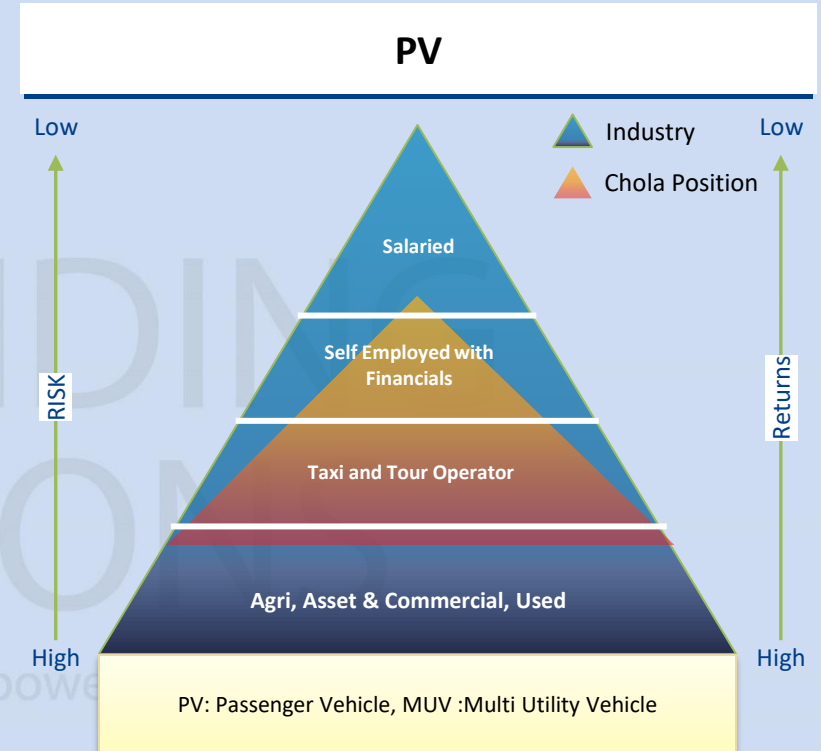 PV
Low
Low
Industry
Chola Position
Salaried
Self Employed with
Financials
RISK
Returns
Taxi and Tour Operator
Agri, Asset & Commercial, Used
High
High
PV: Passenger Vehicle, MUV :Multi Utility Vehicle